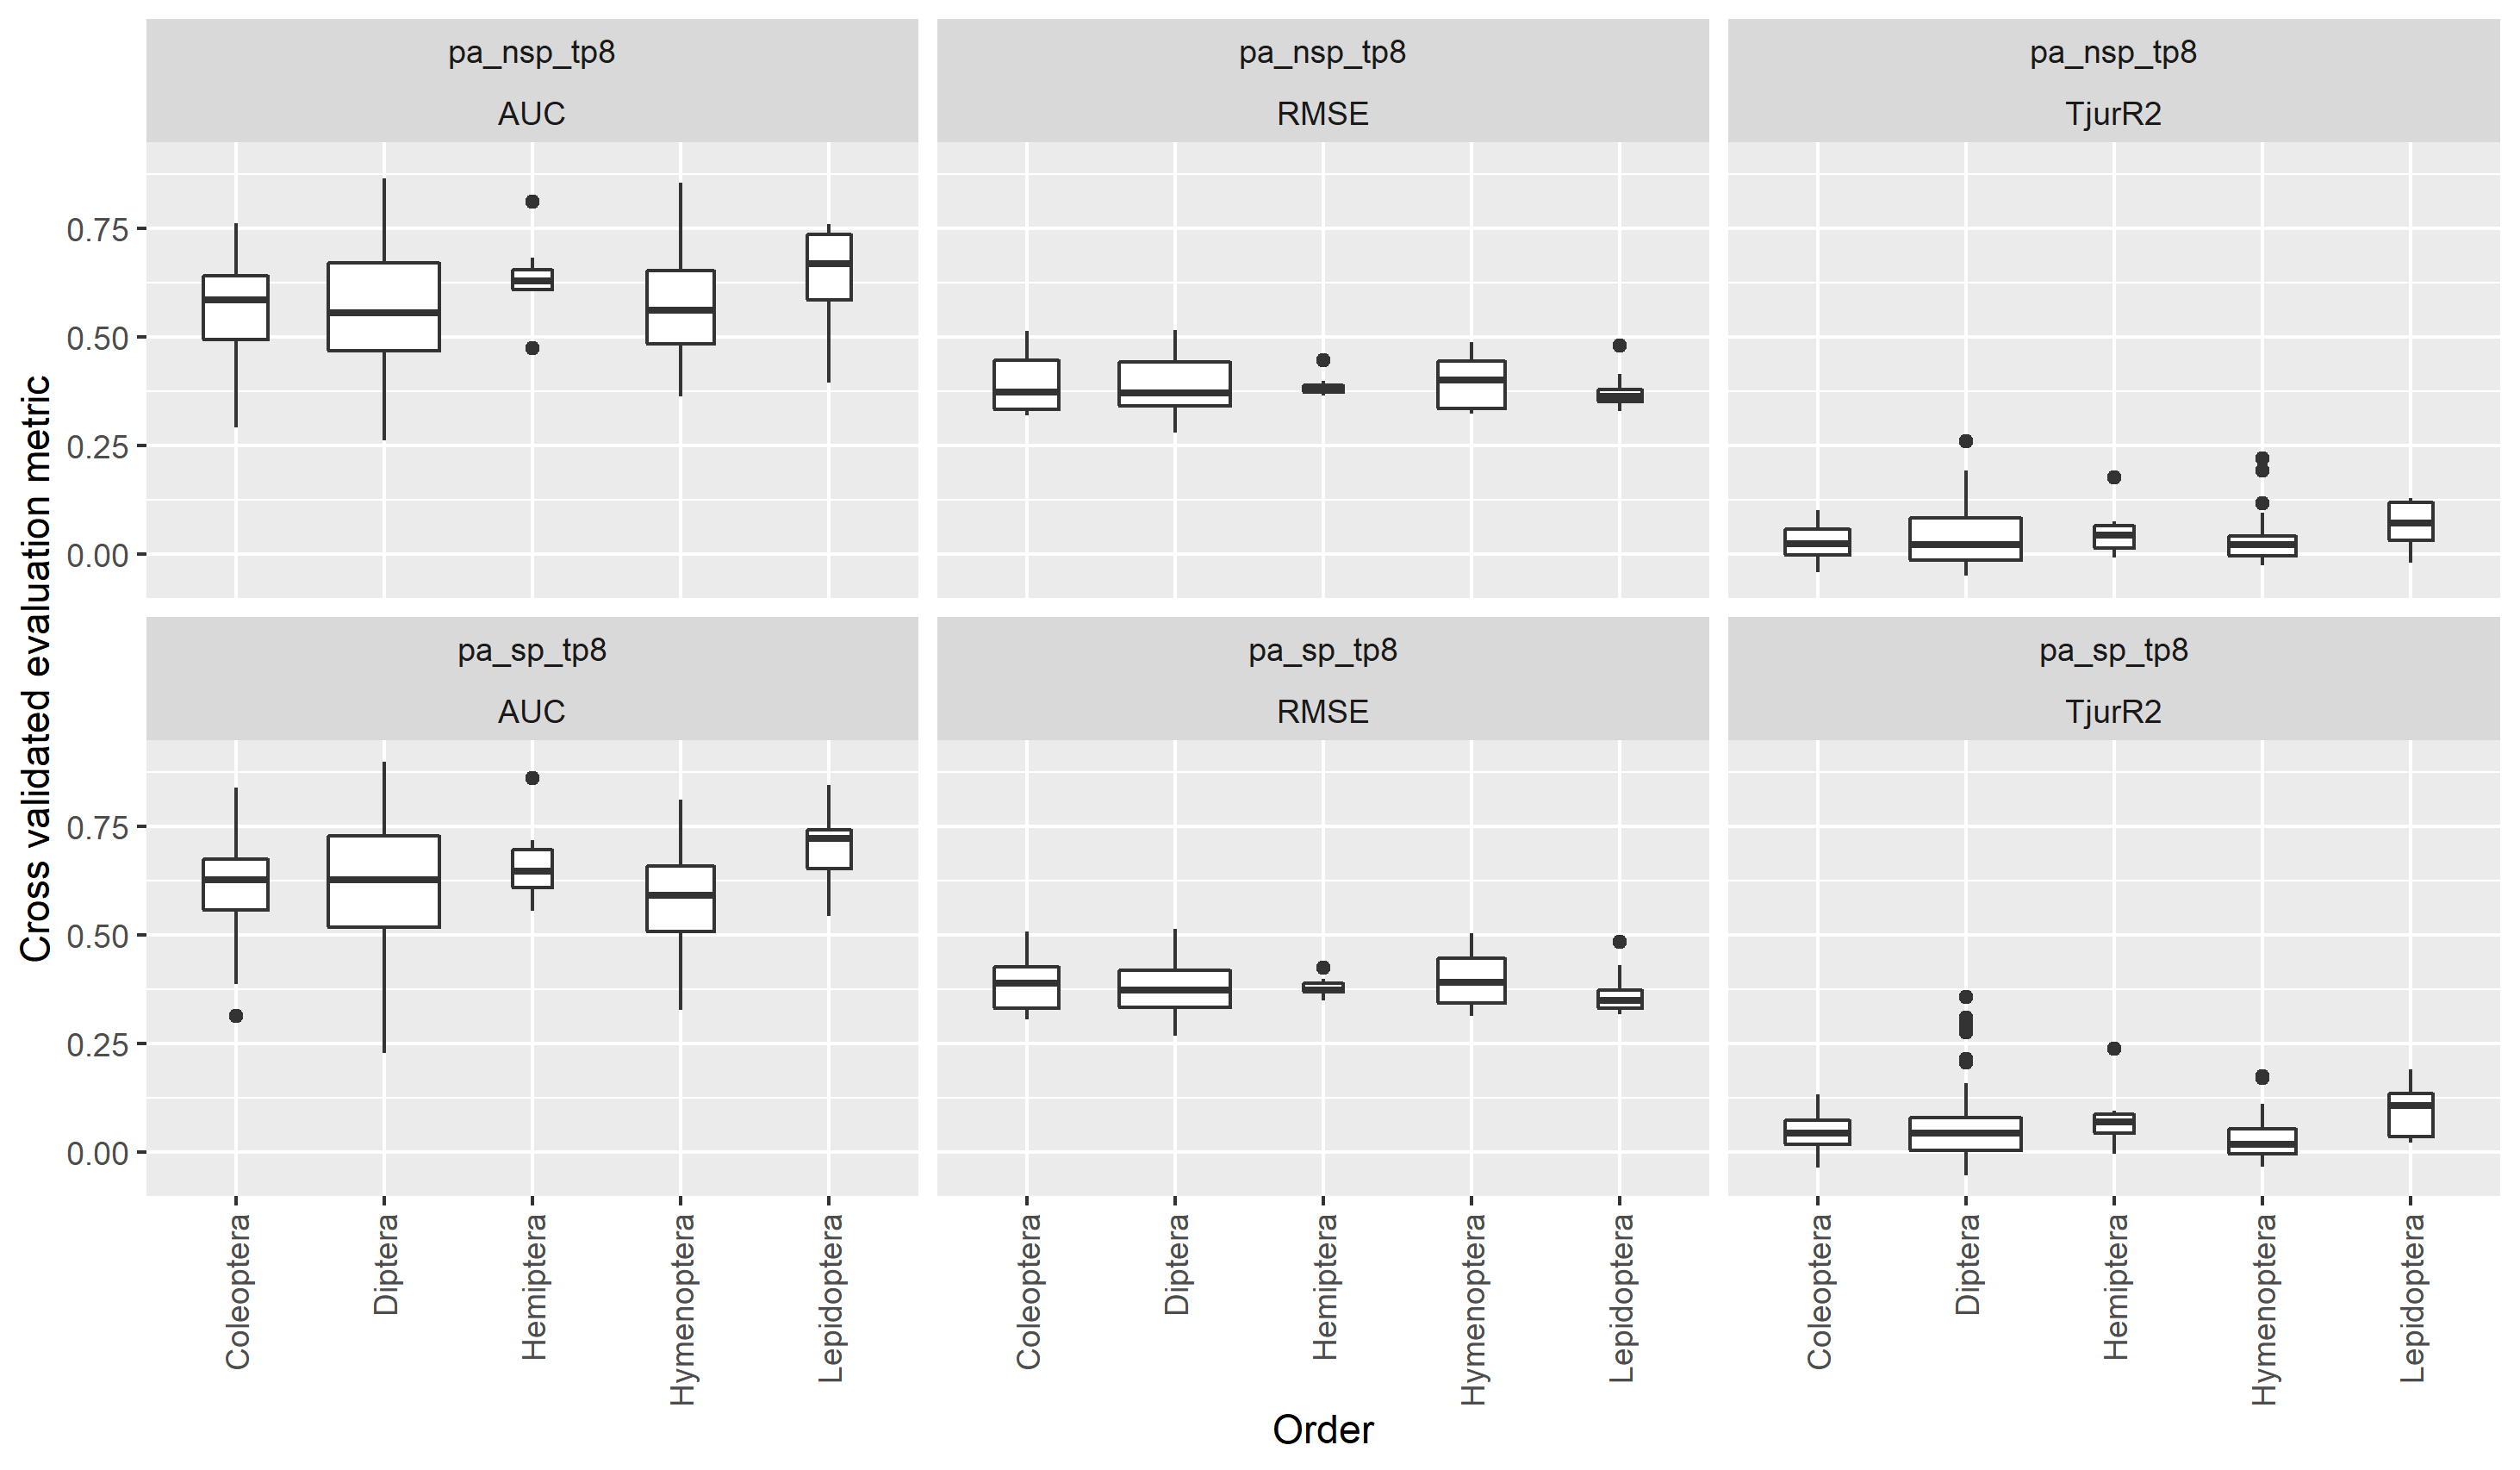 pa_nsp_tp8
pa_nsp_tp8
pa_nsp_tp8
AUC
RMSE
TjurR2
0.75
0.50
0.25
0.00
pa_sp_tp8
pa_sp_tp8
pa_sp_tp8
AUC
RMSE
TjurR2
0.75
0.50
0.25
0.00
Cross validated evaluation metric
Coleoptera
Diptera
Hemiptera
Hymenoptera
Lepidoptera
Coleoptera
Diptera
Hemiptera
Hymenoptera
Lepidoptera
Coleoptera
Diptera
Hemiptera
Hymenoptera
Lepidoptera
Order